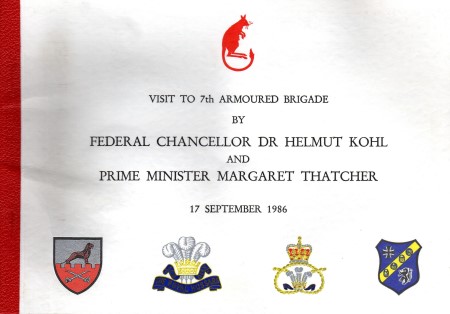 VISIT TO 7th ARMOURED BRIGADE
BY
FEDERAL CHANCELLOR DR HELMUT KOHL
AND
PRIME MINISTER MARGARET THATCHER
17 SEPTEMBER 1986